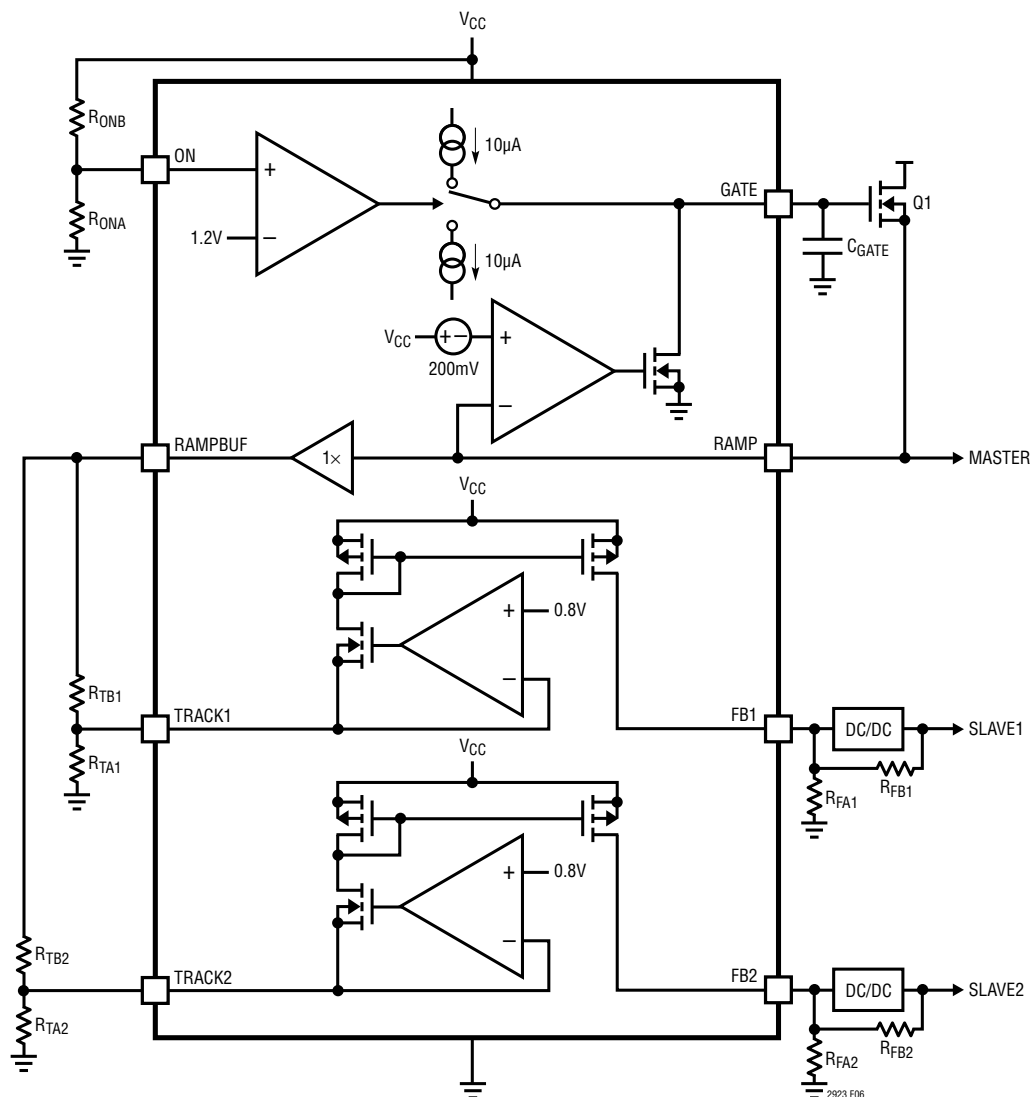 VCC
RONB
ON
RONA
1.2V
+
−
10µA
10µA
GATE
Q1
CGATE
VCC
+ −
200mV
+
−
RAMPBUF
1×
RAMP
MASTER
VCC
+
0.8V
−
RTB1
TRACK1
RTA1
FB1
DC/DC
SLAVE1
RFA1
RFB1
VCC
+
0.8V
−
RTB2
TRACK2
RTA2
FB2
DC/DC
SLAVE2
RFA2
RFB2
2923 F06